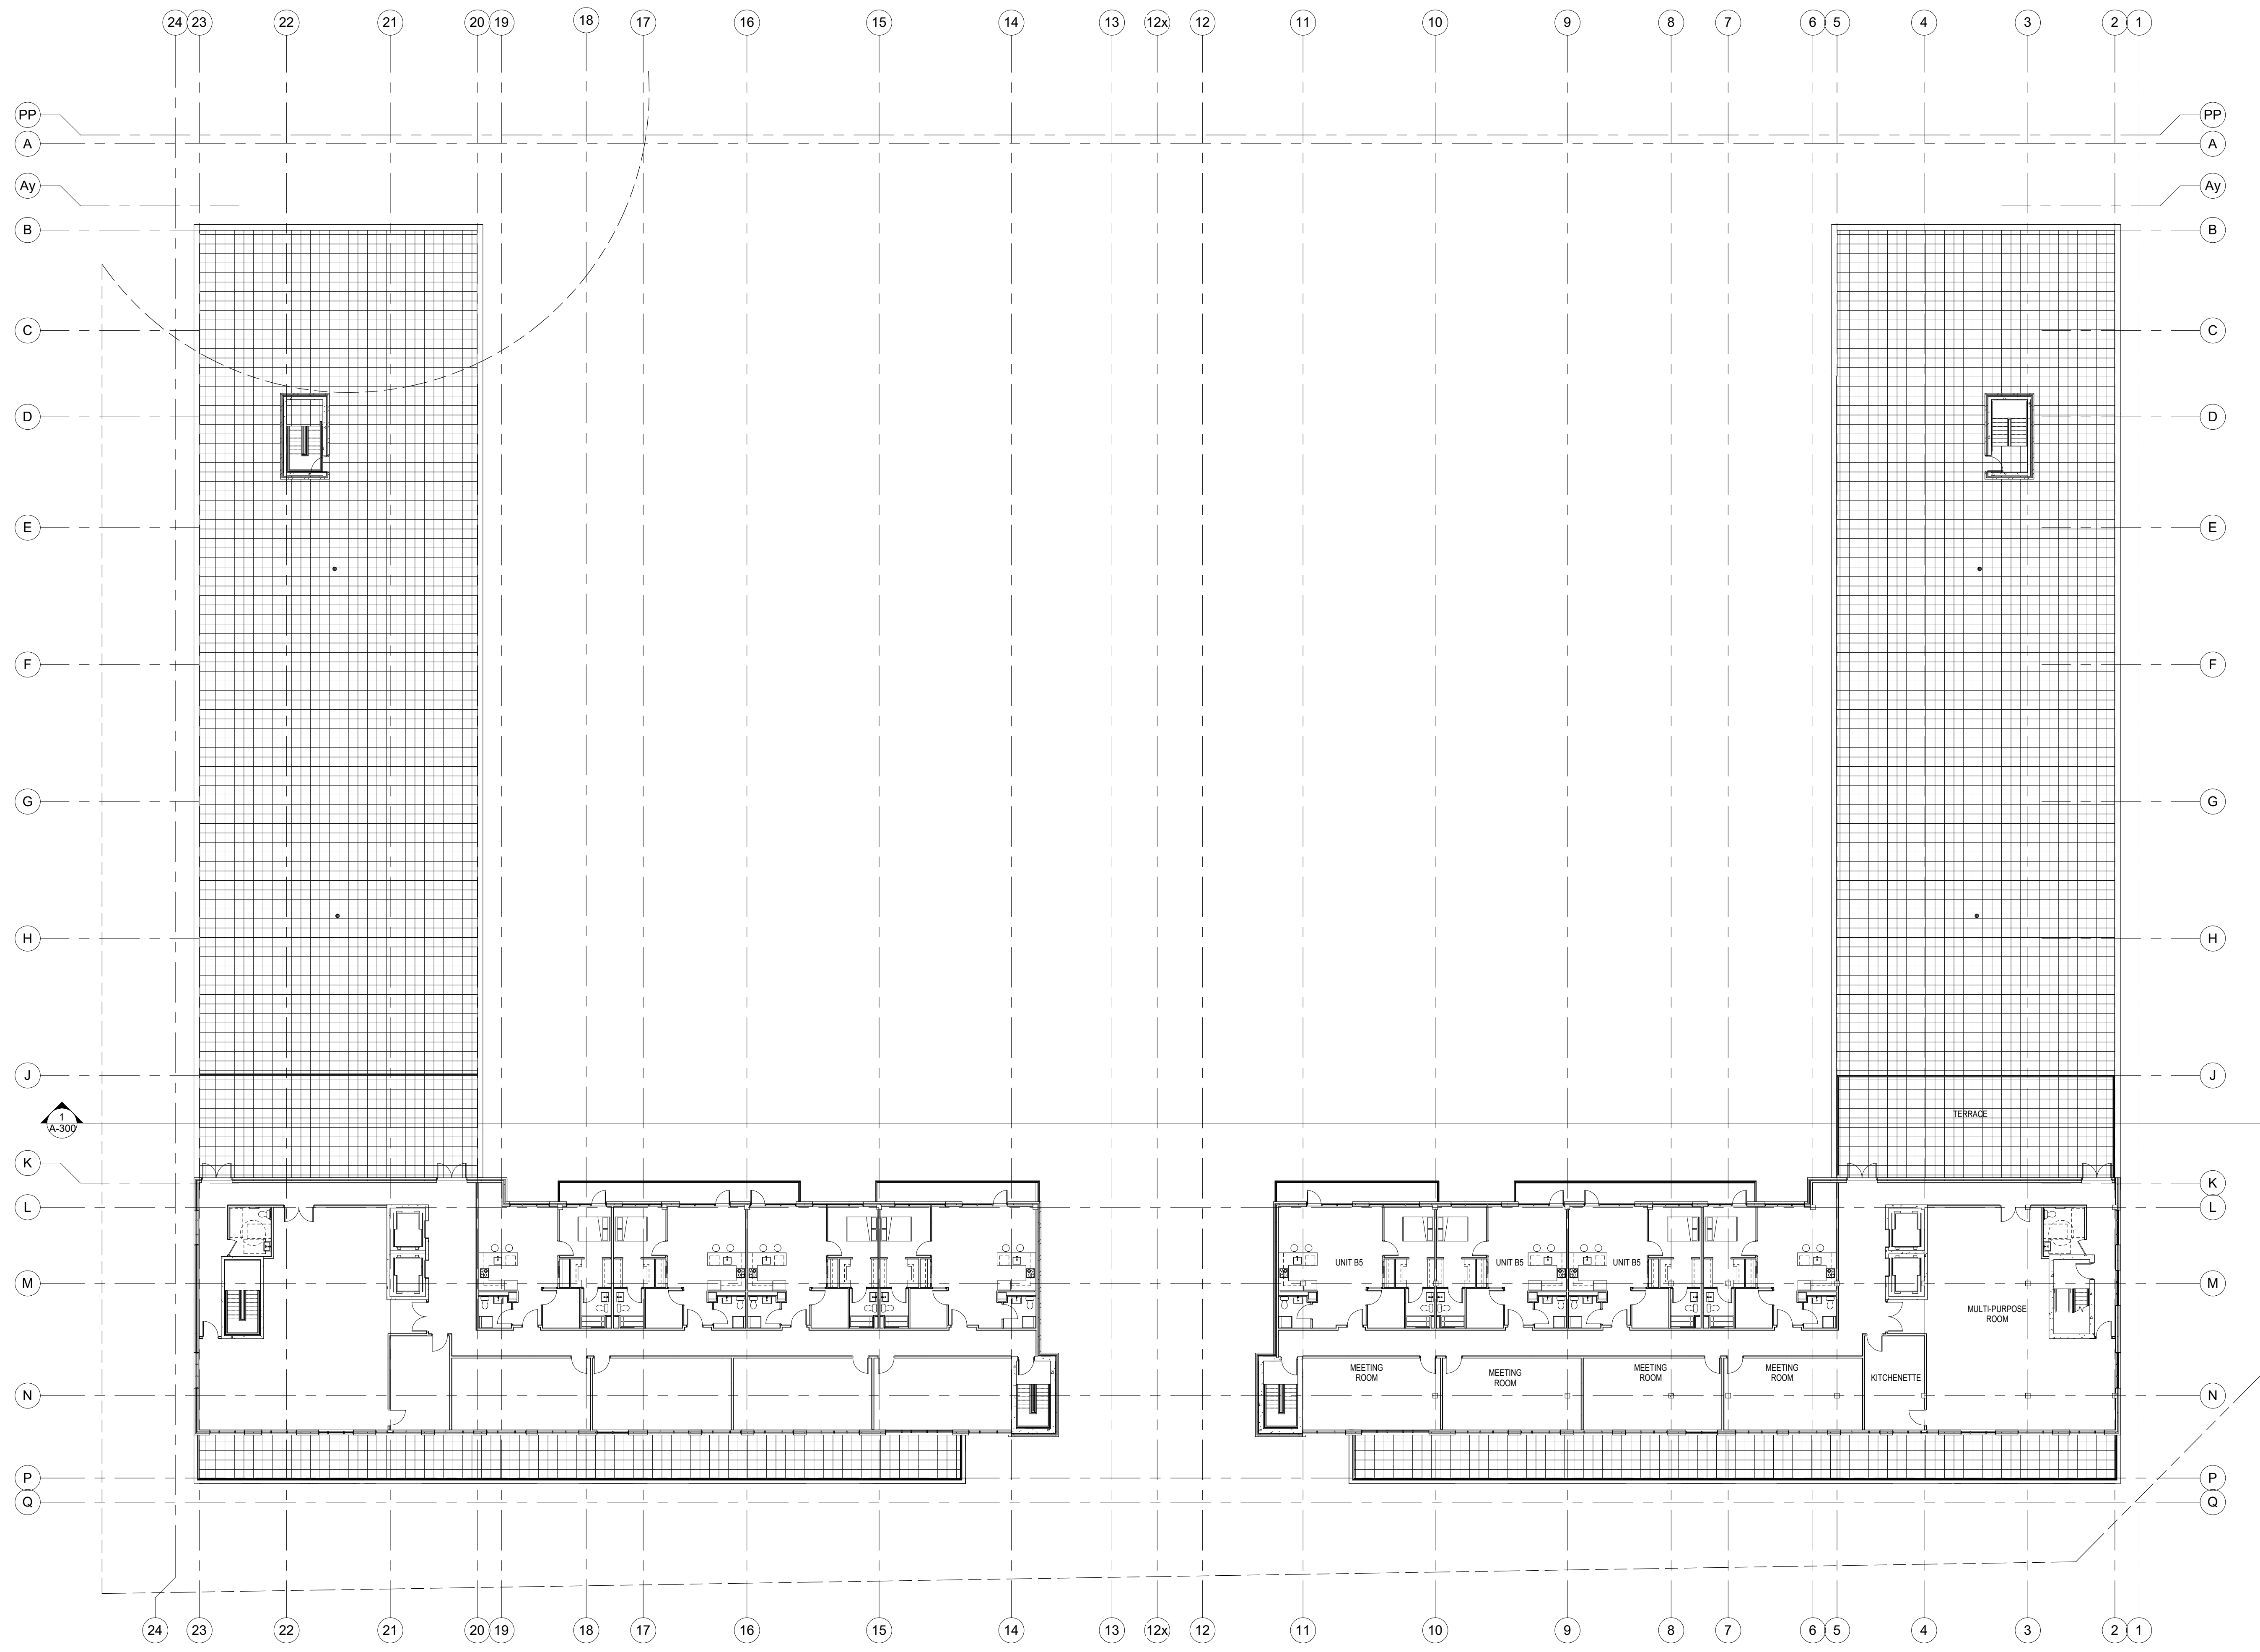 24 23 22 21 20 19 18 17 16 15 14 13 12x 12 11 10 9 8 7 6 5 4 3 2 1
PP PP
A A
Ay Ay
B B
C C
D D
E E
F F
G G
H H
J J
TERRACE
1
A-300
K K
L L
UNIT B5 UNIT B5 UNIT B5
M M
MULTI-PURPOSE
ROOM
MEETING
ROOM
MEETING
ROOM
MEETING
ROOM
MEETING
ROOM
KITCHENETTE
N N
P P
Q Q
24 23 22 21 20 19 18 17 16 15 14 13 12x 12 11 10 9 8 7 6 5 4 3 2 1